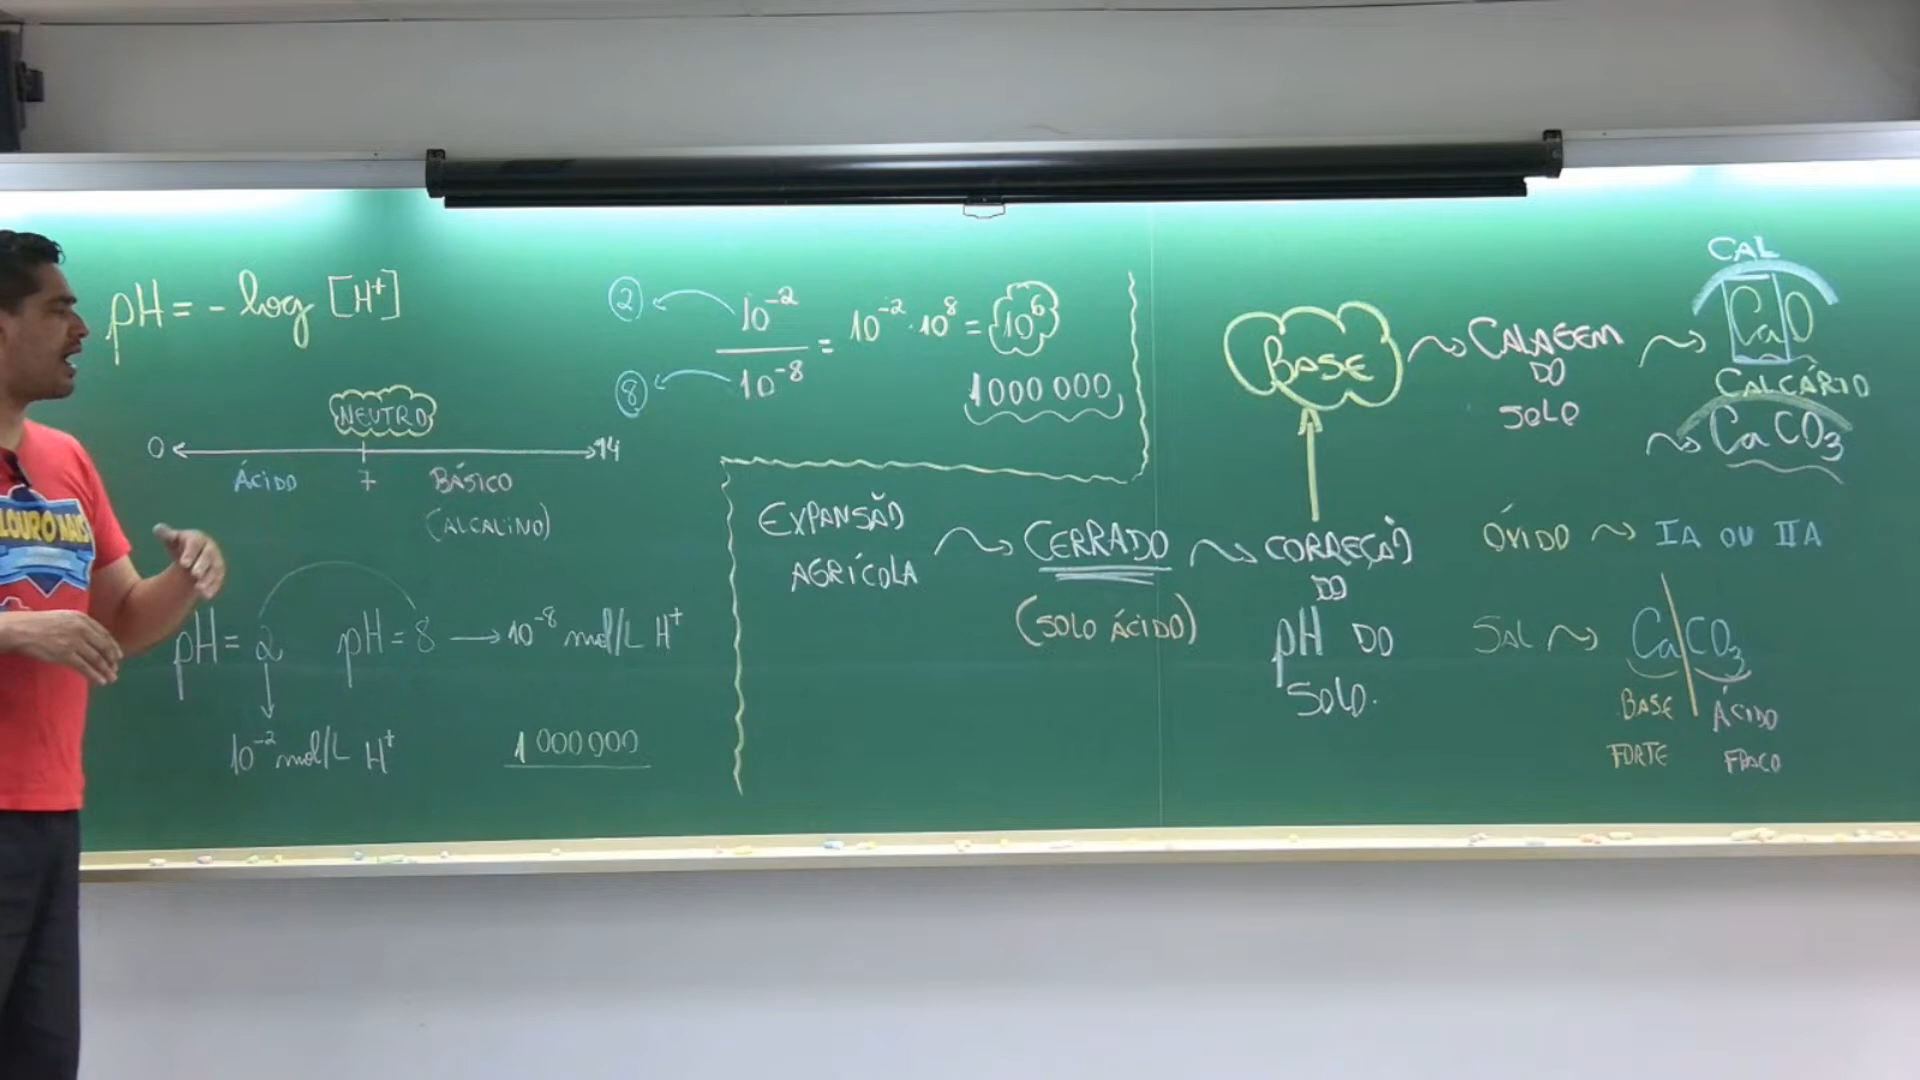 pH = - log [H⁺]
NEUTRO
0 14
ÁCIDO 7 BÁSICO
(ALCALINO)
pH = 2 pH = 8 → 10⁻⁸ mol/L H⁺
10⁻² mol/L H⁺
1 000 000
2 10⁻²
8 10⁻⁸
= 10⁻² · 10⁸ = 10⁶
1 000 000
EXPANSÃO
AGRÍCOLA
CERRADO
(SOLO ÁCIDO)
CORREÇÃO
DO
pH DO
SOLO.
BASE
CALAGEM
DO
SOLO
CAL
CaO
CALCÁRIO
CaCO₃
ÓXIDO IA OU IIA
SAL CaCO₃
BASE ÁCIDO
FORTE FRACO
LOURO MAIS